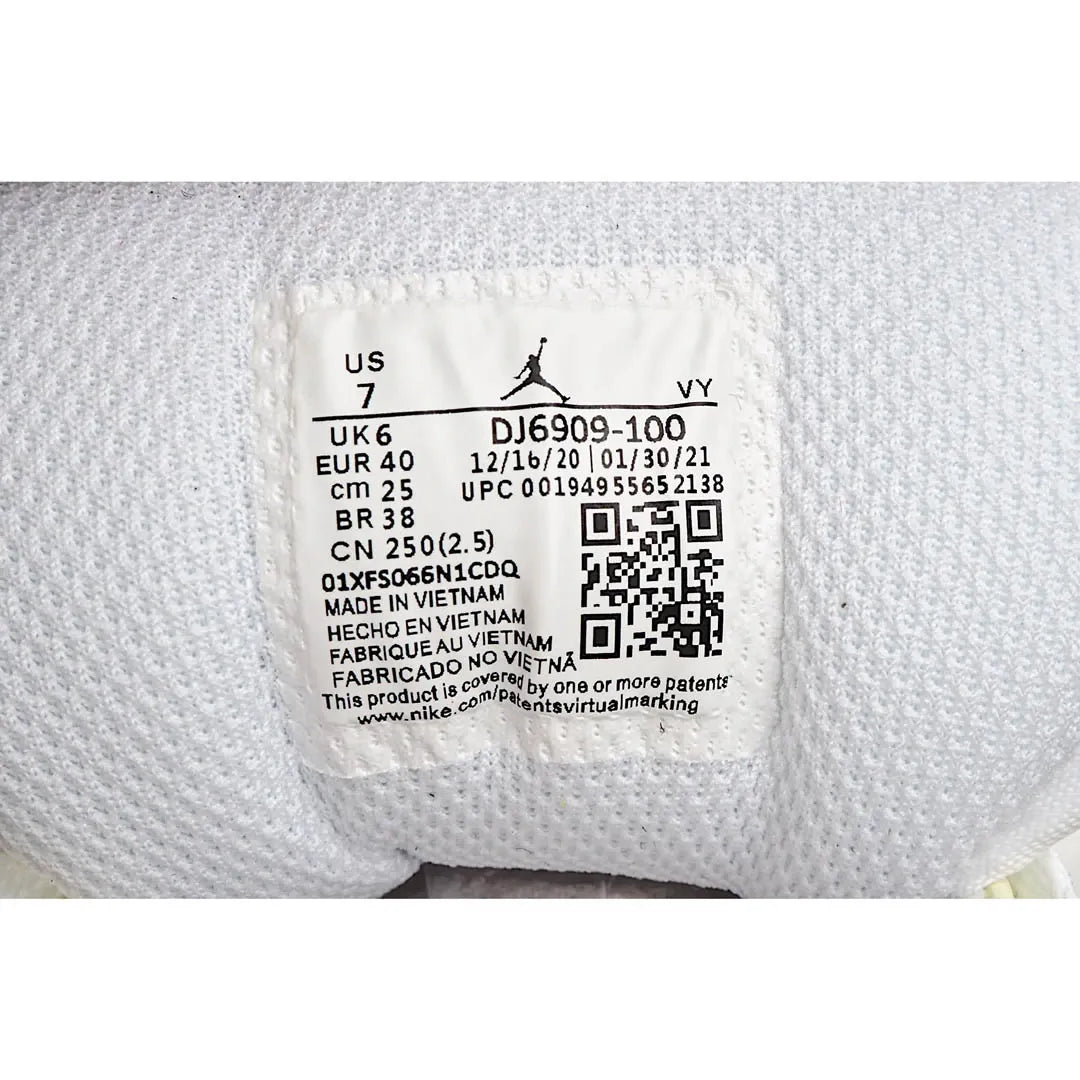 US
7
VY
UK 6
DJ6909-100
EUR 40
12/16/20 | 01/30/21
cm 25
UPC 00194955652138
BR 38
CN 250(2.5)
01XFS066N1CDQ
MADE IN VIETNAM
HECHO EN VIETNAM
FABRIQUE AU VIETNAM
FABRICADO NO VIETNÃ
This product is covered by one or more patents
www.nike.com/patentsvirtualmarking